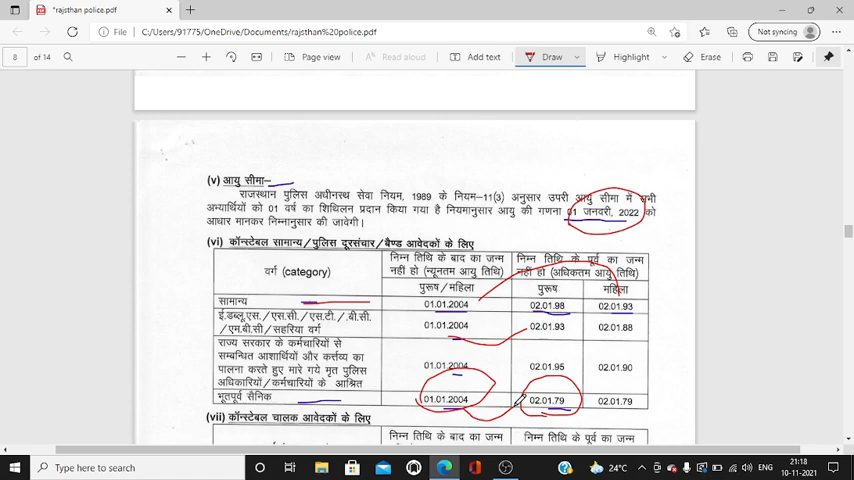 *rajsthan police.pdf
File
C:/Users/91775/OneDrive/Documents/rajsthan%20police.pdf
Not syncing
8 of 14
Page view
Read aloud
Add text
Draw
Highlight
Erase
(v) आयु सीमा–
राजस्थान पुलिस अधीनस्थ सेवा नियम, 1989 के नियम–11(3) अनुसार उपरी आयु सीमा में सभी
अभ्यार्थियों को 01 वर्ष का शिथिलन प्रदान किया गया है नियमानुसार आयु की गणना 01 जनवरी, 2022 को
आधार मानकर निम्नानुसार की जावेगी।
(vi) कॉन्स्टेबल सामान्य/पुलिस दूरसंचार/बैण्ड आवेदकों के लिए
वर्ग (category)
निम्न तिथि के बाद का जन्म
नहीं हो (न्यूनतम आयु तिथि)
निम्न तिथि के पूर्व का जन्म
नहीं हो (अधिकतम आयु तिथि)
पुरूष/महिला
पुरूष
महिला
सामान्य 01.01.2004 02.01.98 02.01.93
ई.डब्लू.एस./एस.सी./एस.टी./.बी.सी.
/एम.बी.सी/सहरिया वर्ग
01.01.2004 02.01.93 02.01.88
राज्य सरकार के कर्मचारियों से
सम्बन्धित आशार्थियों और कर्त्तव्य का
पालना करते हुए मारे गये मृत पुलिस
अधिकारियों/कर्मचारियों के आश्रित
01.01.2004 02.01.95 02.01.90
भूतपूर्व सैनिक 01.01.2004 02.01.79 02.01.79
(vii) कॉन्स्टेबल चालक आवेदकों के लिए
निम्न तिथि के बाद का जन्म
निम्न तिथि के पूर्व का जन्म
Type here to search
24°C
ENG
21:18
10-11-2021